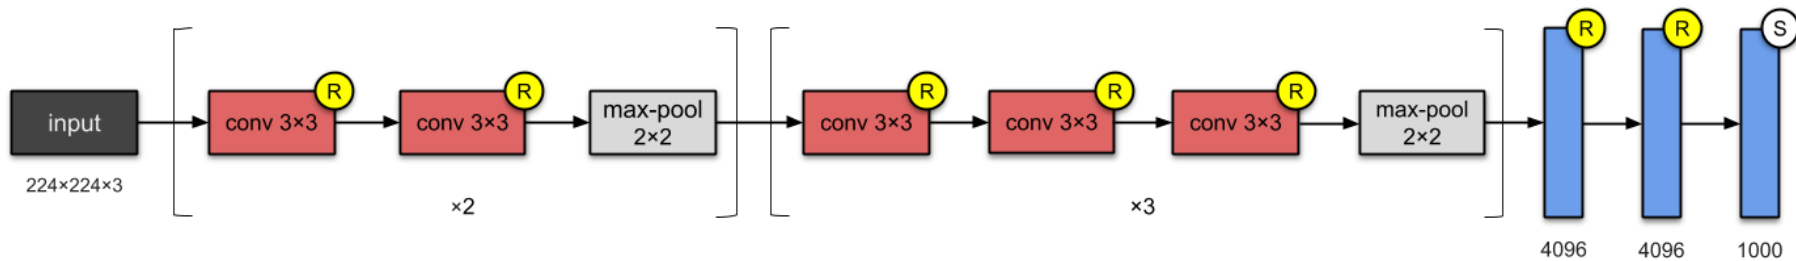 input
224×224×3
conv 3×3
R
conv 3×3
R
max-pool
2×2
×2
conv 3×3
R
conv 3×3
R
conv 3×3
R
max-pool
2×2
×3
R
4096
R
4096
S
1000